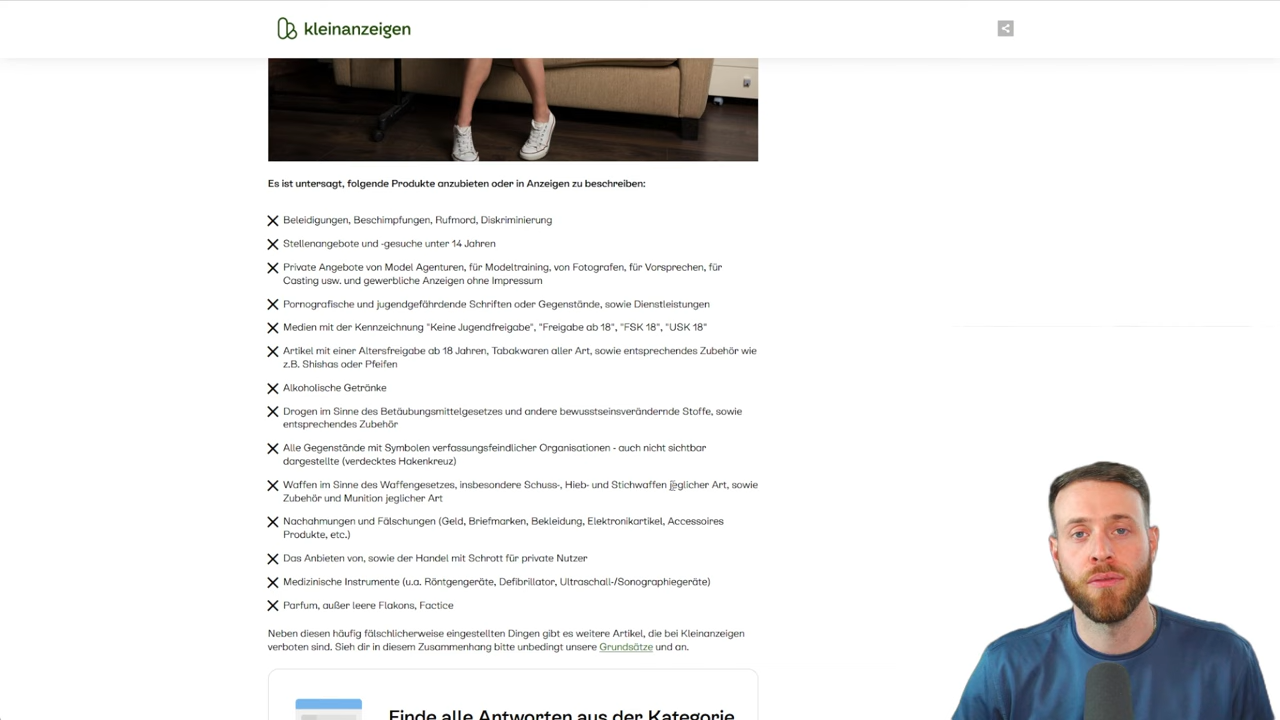 kleinanzeigen
Es ist untersagt, folgende Produkte anzubieten oder in Anzeigen zu beschreiben:
Beleidigungen, Beschimpfungen, Rufmord, Diskriminierung
Stellenangebote und -gesuche unter 14 Jahren
Private Angebote von Model Agenturen, für Modeltraining, von Fotografen, für Vorsprechen, für
Casting usw. und gewerbliche Anzeigen ohne Impressum
Pornografische und jugendgefährdende Schriften oder Gegenstände, sowie Dienstleistungen
Medien mit der Kennzeichnung "Keine Jugendfreigabe", "Freigabe ab 18", "FSK 18", "USK 18"
Artikel mit einer Altersfreigabe ab 18 Jahren, Tabakwaren aller Art, sowie entsprechendes Zubehör wie
z.B. Shishas oder Pfeifen
Alkoholische Getränke
Drogen im Sinne des Betäubungsmittelgesetzes und andere bewusstseinsverändernde Stoffe, sowie
entsprechendes Zubehör
Alle Gegenstände mit Symbolen verfassungsfeindlicher Organisationen - auch nicht sichtbar
dargestellte (verdecktes Hakenkreuz)
Waffen im Sinne des Waffengesetzes, insbesondere Schuss-, Hieb- und Stichwaffen jeglicher Art, sowie
Zubehör und Munition jeglicher Art
Nachahmungen und Fälschungen (Geld, Briefmarken, Bekleidung, Elektronikartikel, Accessoires
Produkte, etc.)
Das Anbieten von, sowie der Handel mit Schrott für private Nutzer
Medizinische Instrumente (u.a. Röntgengeräte, Defibrillator, Ultraschall-/Sonographiegeräte)
Parfum, außer leere Flakons, Factice
Neben diesen häufig fälschlicherweise eingestellten Dingen gibt es weitere Artikel, die bei Kleinanzeigen
verboten sind. Sieh dir in diesem Zusammenhang bitte unbedingt unsere Grundsätze und an.
Finde alle Antworten aus der Kategorie